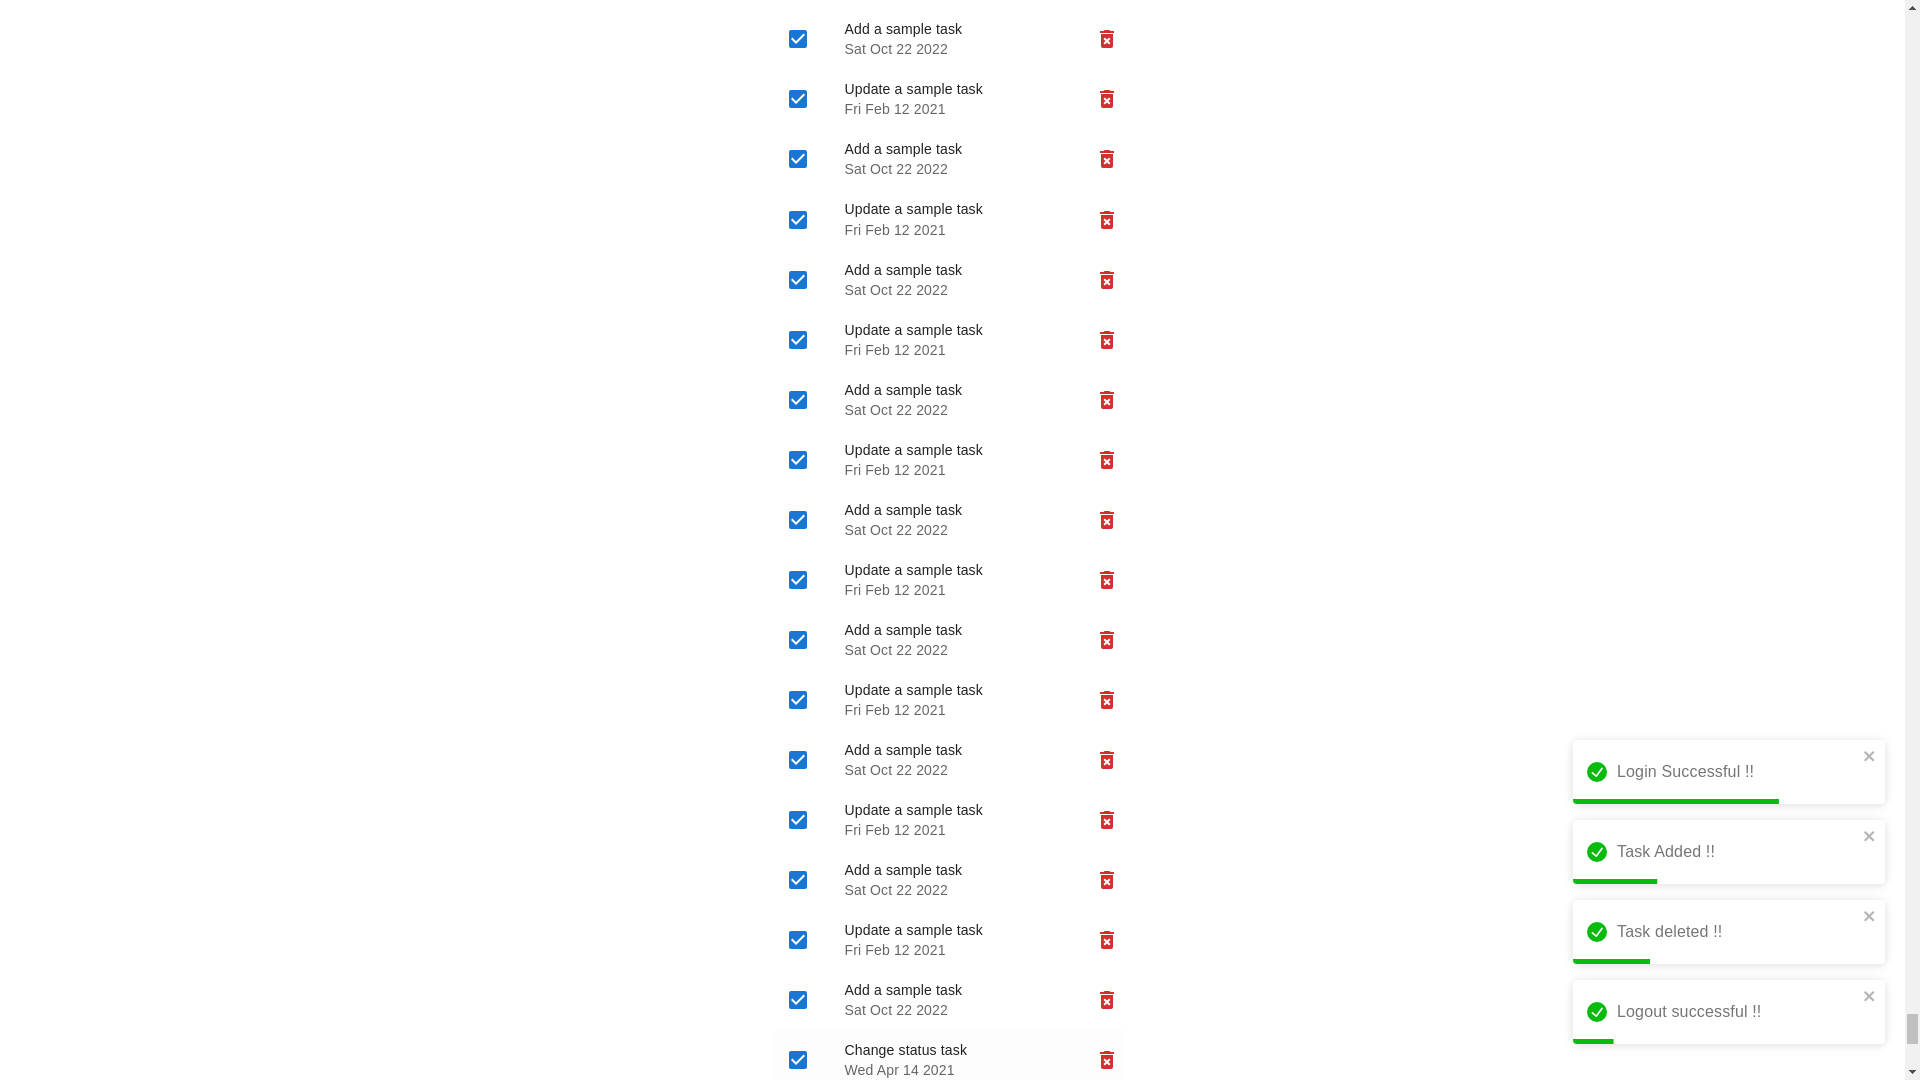 Add a sample task
Sat Oct 22 2022
Update a sample task
Fri Feb 12 2021
Add a sample task
Sat Oct 22 2022
Update a sample task
Fri Feb 12 2021
Add a sample task
Sat Oct 22 2022
Update a sample task
Fri Feb 12 2021
Add a sample task
Sat Oct 22 2022
Update a sample task
Fri Feb 12 2021
Add a sample task
Sat Oct 22 2022
Update a sample task
Fri Feb 12 2021
Add a sample task
Sat Oct 22 2022
Update a sample task
Fri Feb 12 2021
Add a sample task
Sat Oct 22 2022
Update a sample task
Fri Feb 12 2021
Add a sample task
Sat Oct 22 2022
Update a sample task
Fri Feb 12 2021
Add a sample task
Sat Oct 22 2022
Change status task
Wed Apr 14 2021
Login Successful !!
Task Added !!
Task deleted !!
Logout successful !!